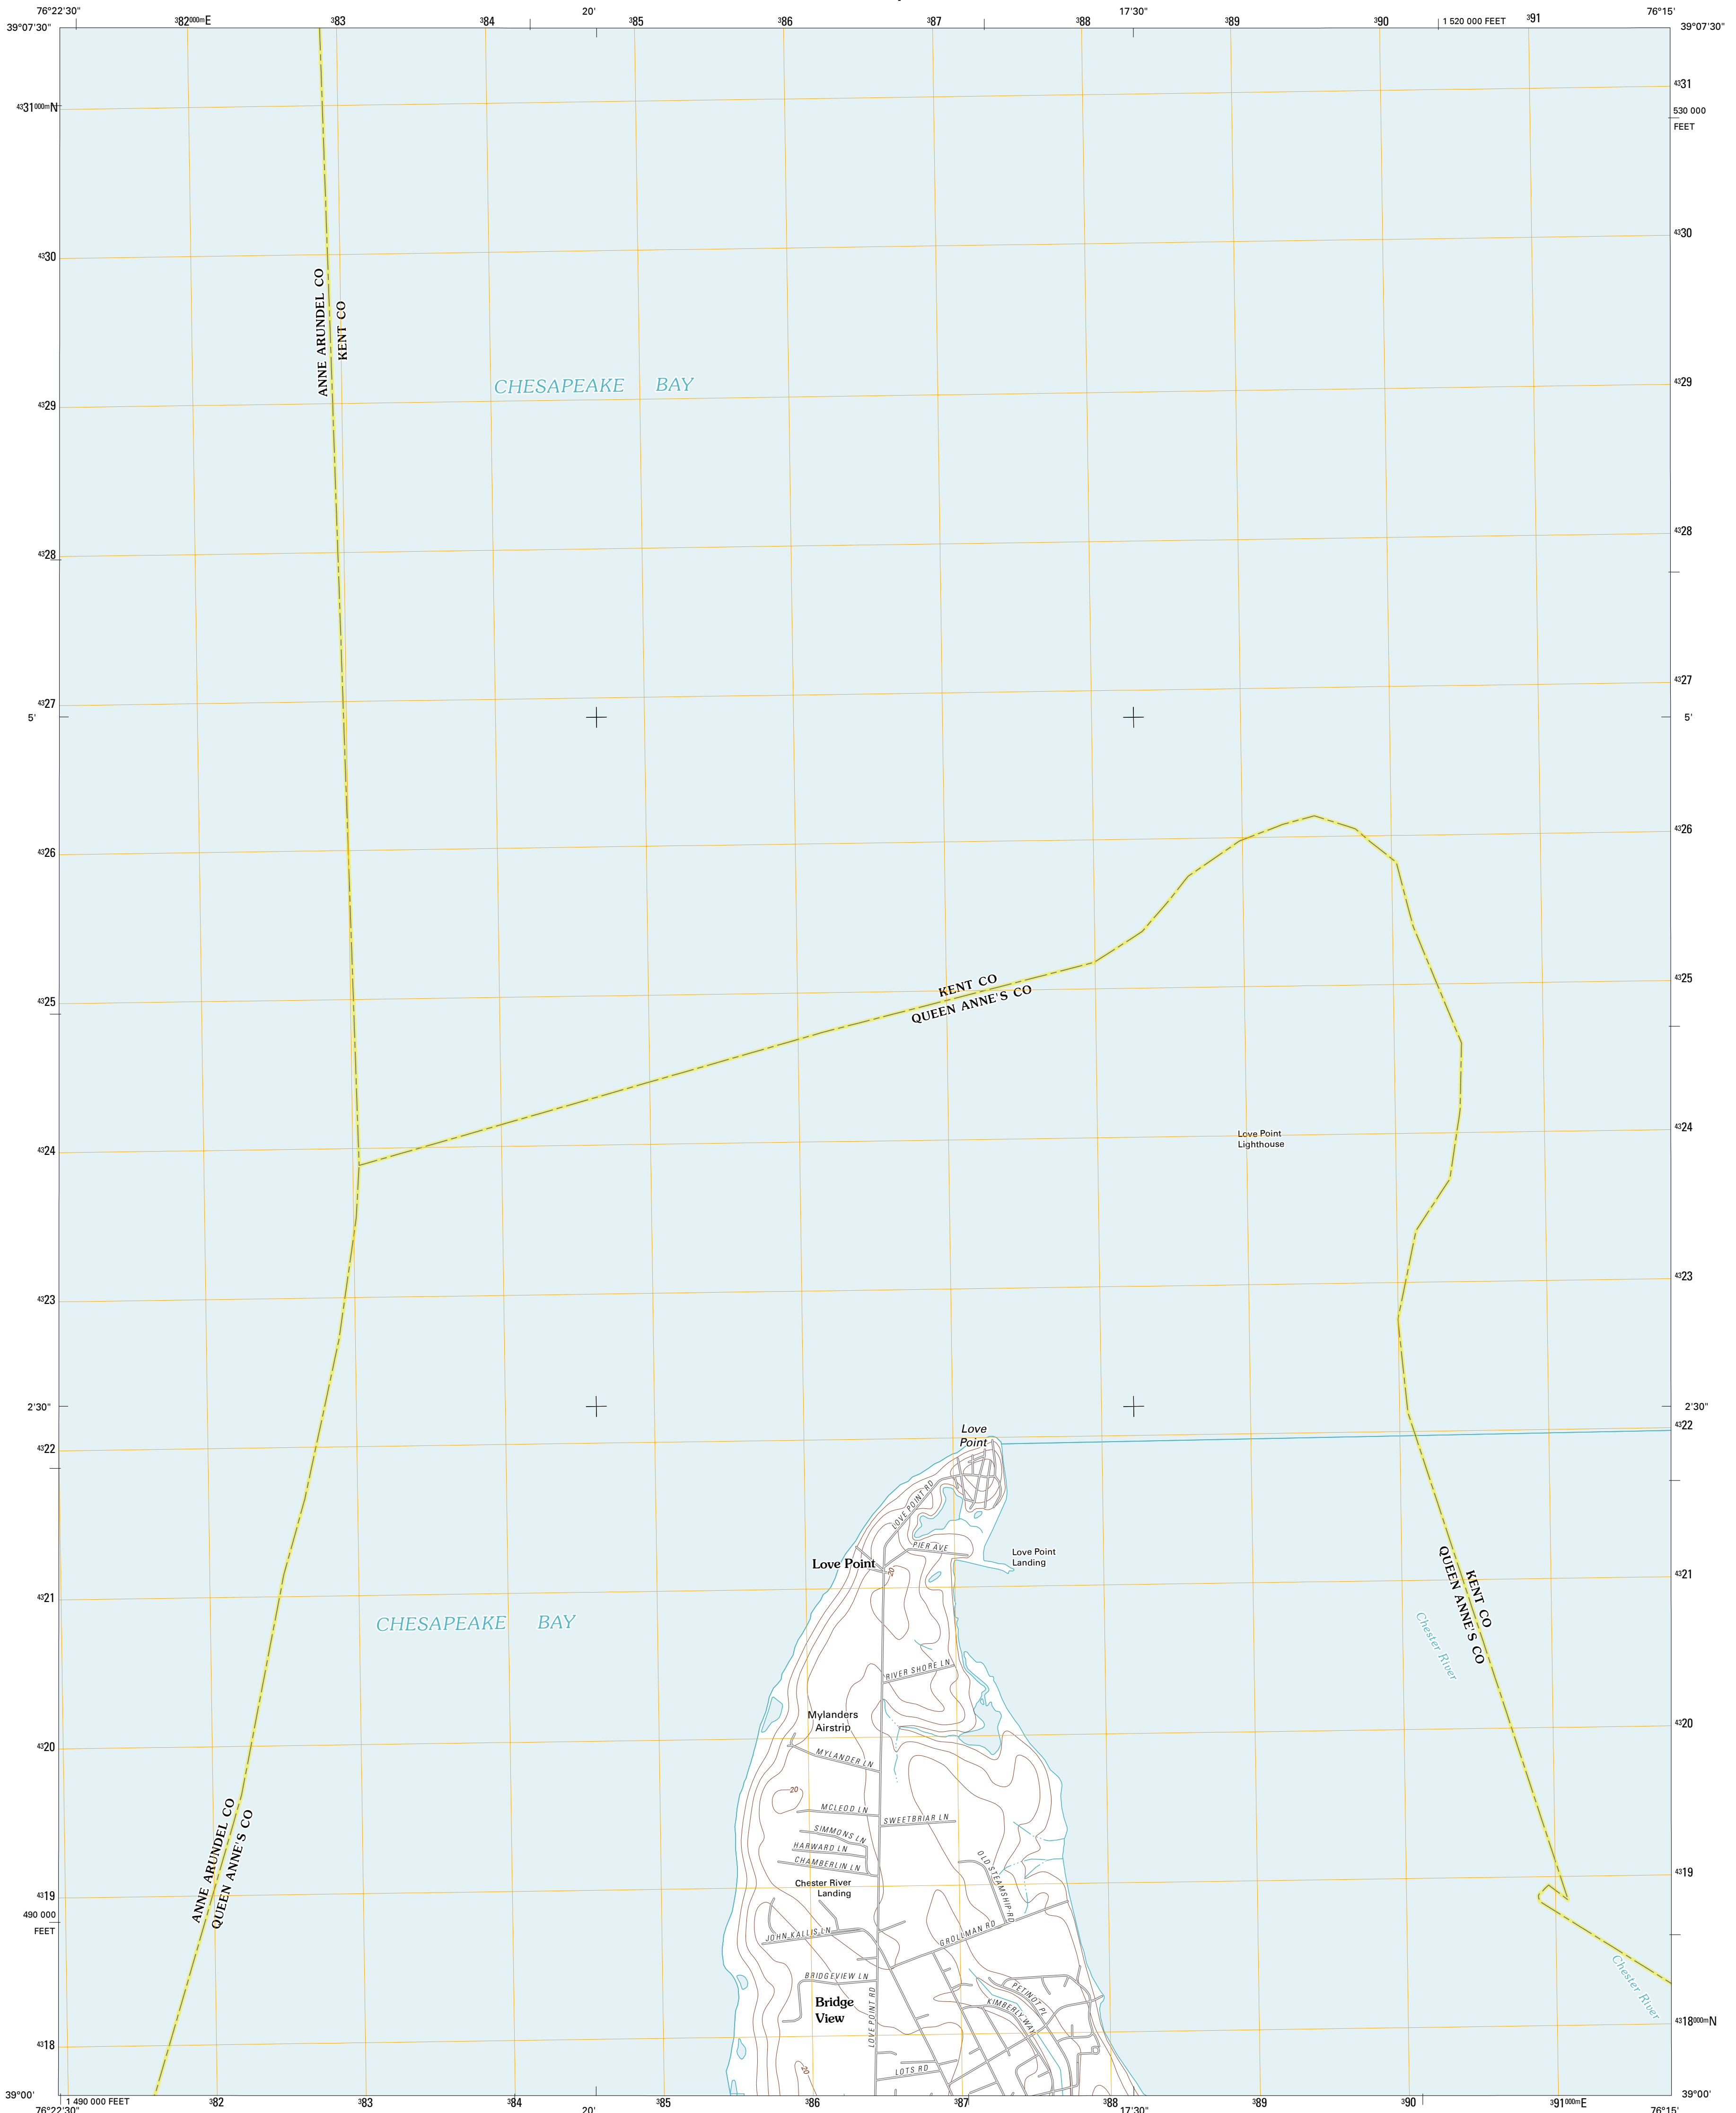 76°22'30"
³82⁰⁰⁰ᵐE
³83
³84
20'
³85
³86
³87
³88
17'30"
³89
³90
1 520 000 FEET
³91
76°15'
39°07'30"
39°07'30"
⁴³31⁰⁰⁰ᵐN
⁴³31
530 000
FEET
⁴³30
⁴³30
ANNE ARUNDEL CO
KENT CO
CHESAPEAKE BAY
⁴³29
⁴³29
⁴³28
⁴³28
⁴³27
⁴³27
5'
5'
⁴³26
⁴³26
⁴³25
⁴³25
KENT CO
QUEEN ANNE'S CO
⁴³24
⁴³24
Love Point
Lighthouse
⁴³23
⁴³23
2'30"
2'30"
⁴³22
⁴³22
Love
Point
LOVE POINT RD
PIER AVE
Love Point
Love Point
Landing
20
⁴³21
⁴³21
KENT CO
QUEEN ANNE'S CO
Chester River
CHESAPEAKE BAY
RIVER SHORE LN
Mylanders
Airstrip
⁴³20
⁴³20
MYLANDER LN
20
MCLEOD LN
SWEETBRIAR LN
SIMMONS LN
HARWARD LN
CHAMBERLIN LN
OLD STEAMSHIP RD
ANNE ARUNDEL CO
QUEEN ANNE'S CO
Chester River
Landing
⁴³19
⁴³19
490 000
FEET
JOHN KALLIS LN
GROLLMAN RD
BRIDGEVIEW LN
PETINOT PL
KIMBERLY WAY
Bridge
View
LOVE POINT RD
Chester River
⁴³18
⁴³18⁰⁰⁰ᵐN
20
LOTS RD
39°00'
39°00'
1 490 000 FEET
76°22'30"
³82
³83
³84
20'
³85
³86
³87
³88
17'30"
³89
³90
³91⁰⁰⁰ᵐE
76°15'